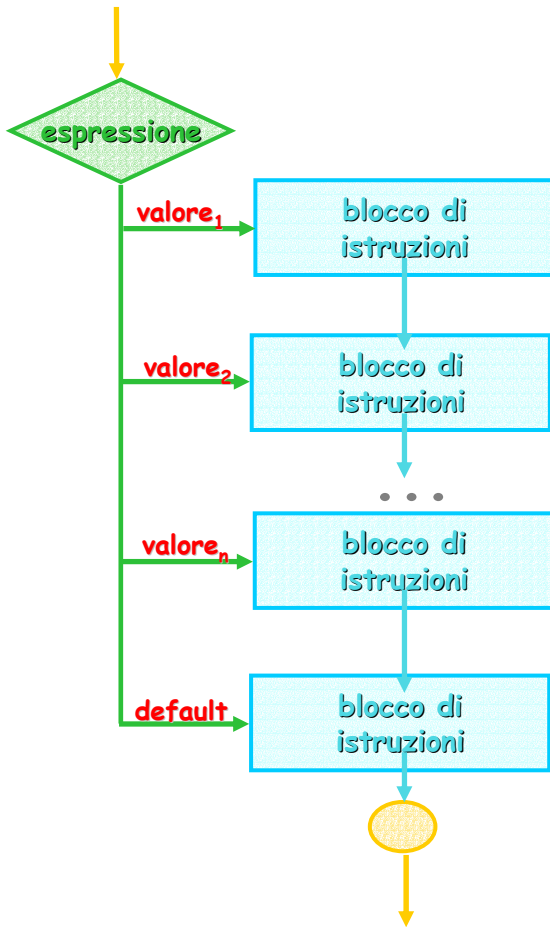 espressione
valore₁
blocco di
istruzioni
valore₂
blocco di
istruzioni
• • •
valoreₙ
blocco di
istruzioni
default
blocco di
istruzioni